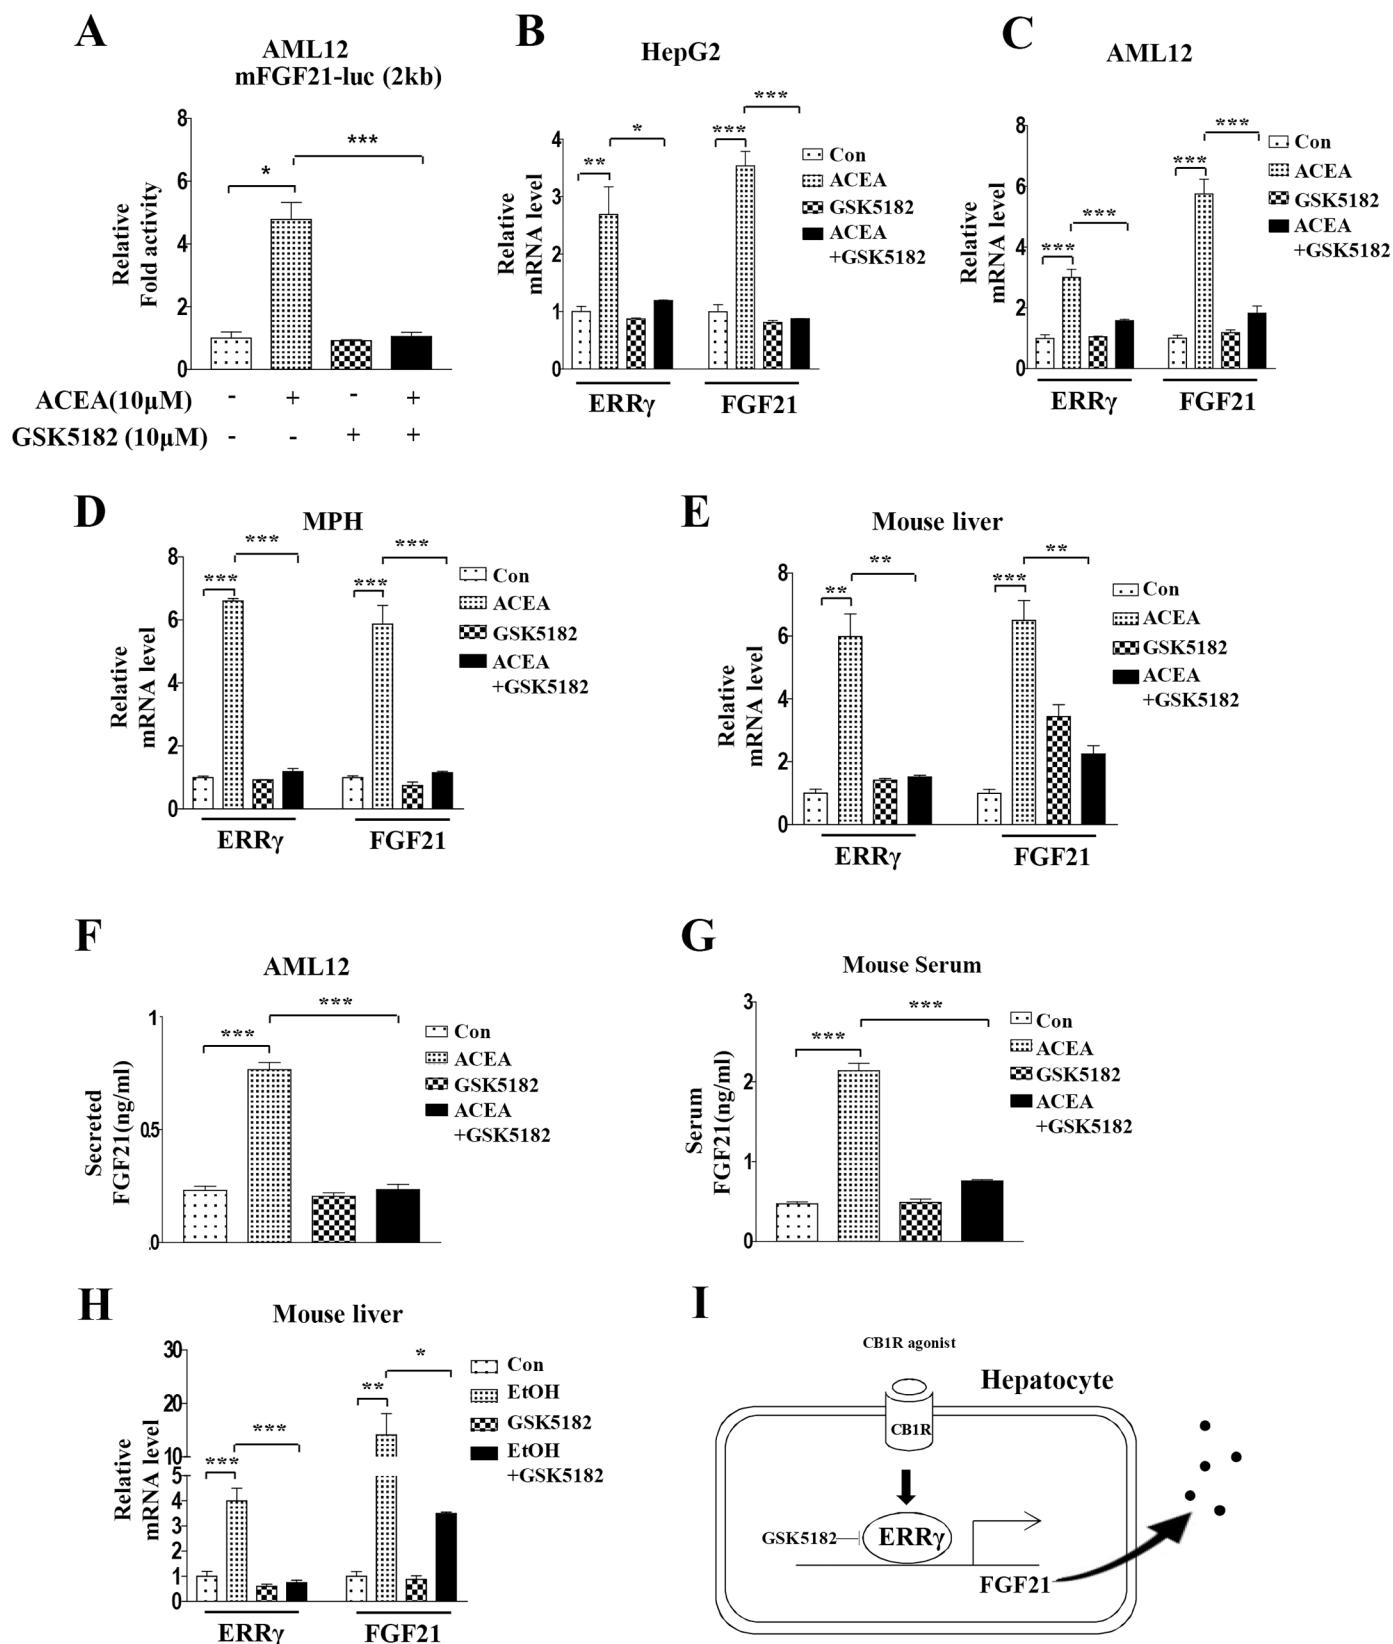 A
AML12
mFGF21-luc (2kb)
Relative
Fold activity
8
6
4
2
0
*
***
ACEA(10μM) - + - +
GSK5182 (10μM) - - + +
B
HepG2
Relative
mRNA level
4
3
2
1
0
**
*
***
***
Con
ACEA
GSK5182
ACEA
+GSK5182
ERRγ
FGF21
C
AML12
Relative
mRNA level
8
6
4
2
0
***
***
***
***
Con
ACEA
GSK5182
ACEA
+GSK5182
ERRγ
FGF21
D
MPH
Relative
mRNA level
8
6
4
2
0
***
***
***
***
Con
ACEA
GSK5182
ACEA
+GSK5182
ERRγ
FGF21
E
Mouse liver
Relative
mRNA level
8
6
4
2
0
**
**
***
**
Con
ACEA
GSK5182
ACEA
+GSK5182
ERRγ
FGF21
F
AML12
Secreted
FGF21(ng/ml)
1
0.5
.0
***
***
Con
ACEA
GSK5182
ACEA
+GSK5182
G
Mouse Serum
Serum
FGF21(ng/ml)
3
2
1
0
***
***
Con
ACEA
GSK5182
ACEA
+GSK5182
H
Mouse liver
Relative
mRNA level
30
20
10
5
4
3
2
1
0
***
***
**
*
Con
EtOH
GSK5182
EtOH
+GSK5182
ERRγ
FGF21
I
CB1R agonist
Hepatocyte
CB1R
GSK5182
ERRγ
FGF21